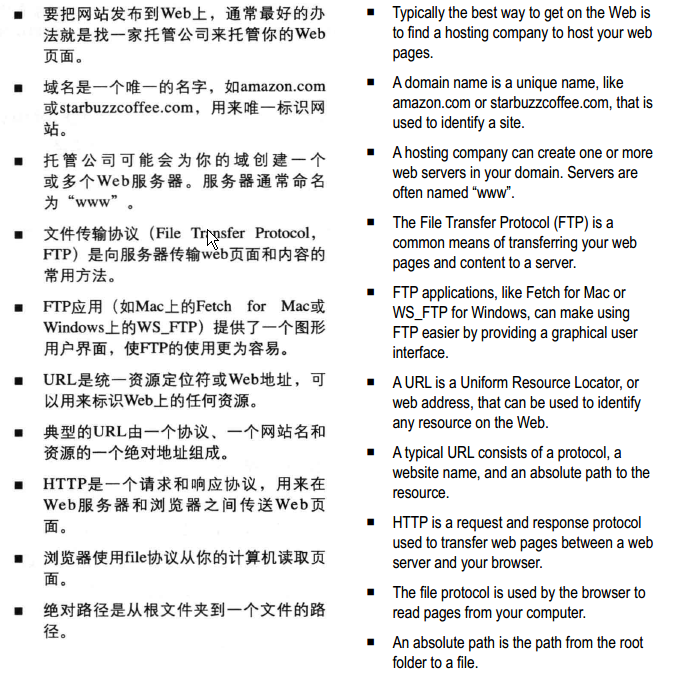 ■ 要把网站发布到Web上，通常最好的办
法就是找一家托管公司来托管你的Web
页面。
■ 域名是一个唯一的名字，如amazon.com
或starbuzzcoffee.com，用来唯一标识网
站。
■ 托管公司可能会为你的域创建一个
或多个Web服务器。服务器通常命名
为“www”。
■ 文件传输协议（File Transfer Protocol，
FTP）是向服务器传输web页面和内容的
常用方法。
■ FTP应用（如Mac上的Fetch for Mac或
Windows上的WS_FTP）提供了一个图形
用户界面，使FTP的使用更为容易。
■ URL是统一资源定位符或Web地址，可
以用来标识Web上的任何资源。
■ 典型的URL由一个协议、一个网站名和
资源的一个绝对地址组成。
■ HTTP是一个请求和响应协议，用来在
Web服务器和浏览器之间传送Web页
面。
■ 浏览器使用file协议从你的计算机读取页
面。
■ 绝对路径是从根文件夹到一个文件的路
径。
■ Typically the best way to get on the Web is
to find a hosting company to host your web
pages.
■ A domain name is a unique name, like
amazon.com or starbuzzcoffee.com, that is
used to identify a site.
■ A hosting company can create one or more
web servers in your domain. Servers are
often named “www”.
■ The File Transfer Protocol (FTP) is a
common means of transferring your web
pages and content to a server.
■ FTP applications, like Fetch for Mac or
WS_FTP for Windows, can make using
FTP easier by providing a graphical user
interface.
■ A URL is a Uniform Resource Locator, or
web address, that can be used to identify
any resource on the Web.
■ A typical URL consists of a protocol, a
website name, and an absolute path to the
resource.
■ HTTP is a request and response protocol
used to transfer web pages between a web
server and your browser.
■ The file protocol is used by the browser to
read pages from your computer.
■ An absolute path is the path from the root
folder to a file.